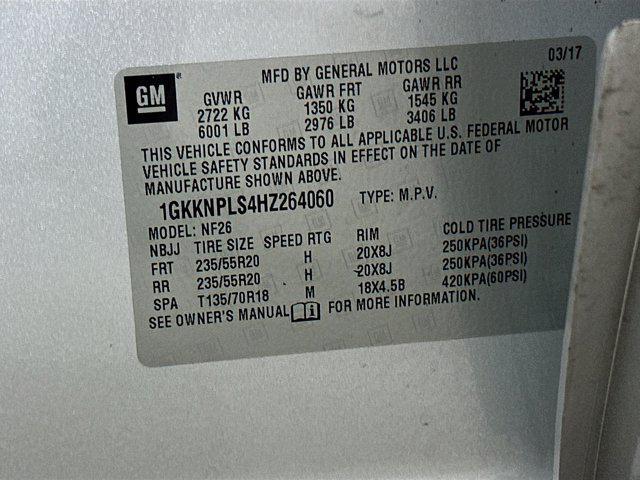 GM
MFD BY GENERAL MOTORS LLC 03/17
GVWR GAWR FRT GAWR RR
2722 KG 1350 KG 1545 KG
6001 LB 2976 LB 3406 LB
THIS VEHICLE CONFORMS TO ALL APPLICABLE U.S. FEDERAL MOTOR
VEHICLE SAFETY STANDARDS IN EFFECT ON THE DATE OF
MANUFACTURE SHOWN ABOVE.
1GKKNPLS4HZ264060 TYPE: M.P.V.
MODEL: NF26
NBJJ TIRE SIZE SPEED RTG RIM COLD TIRE PRESSURE
FRT 235/55R20 H 20X8J 250KPA(36PSI)
RR 235/55R20 H 20X8J 250KPA(36PSI)
SPA T135/70R18 M 18X4.5B 420KPA(60PSI)
SEE OWNER'S MANUAL i FOR MORE INFORMATION.